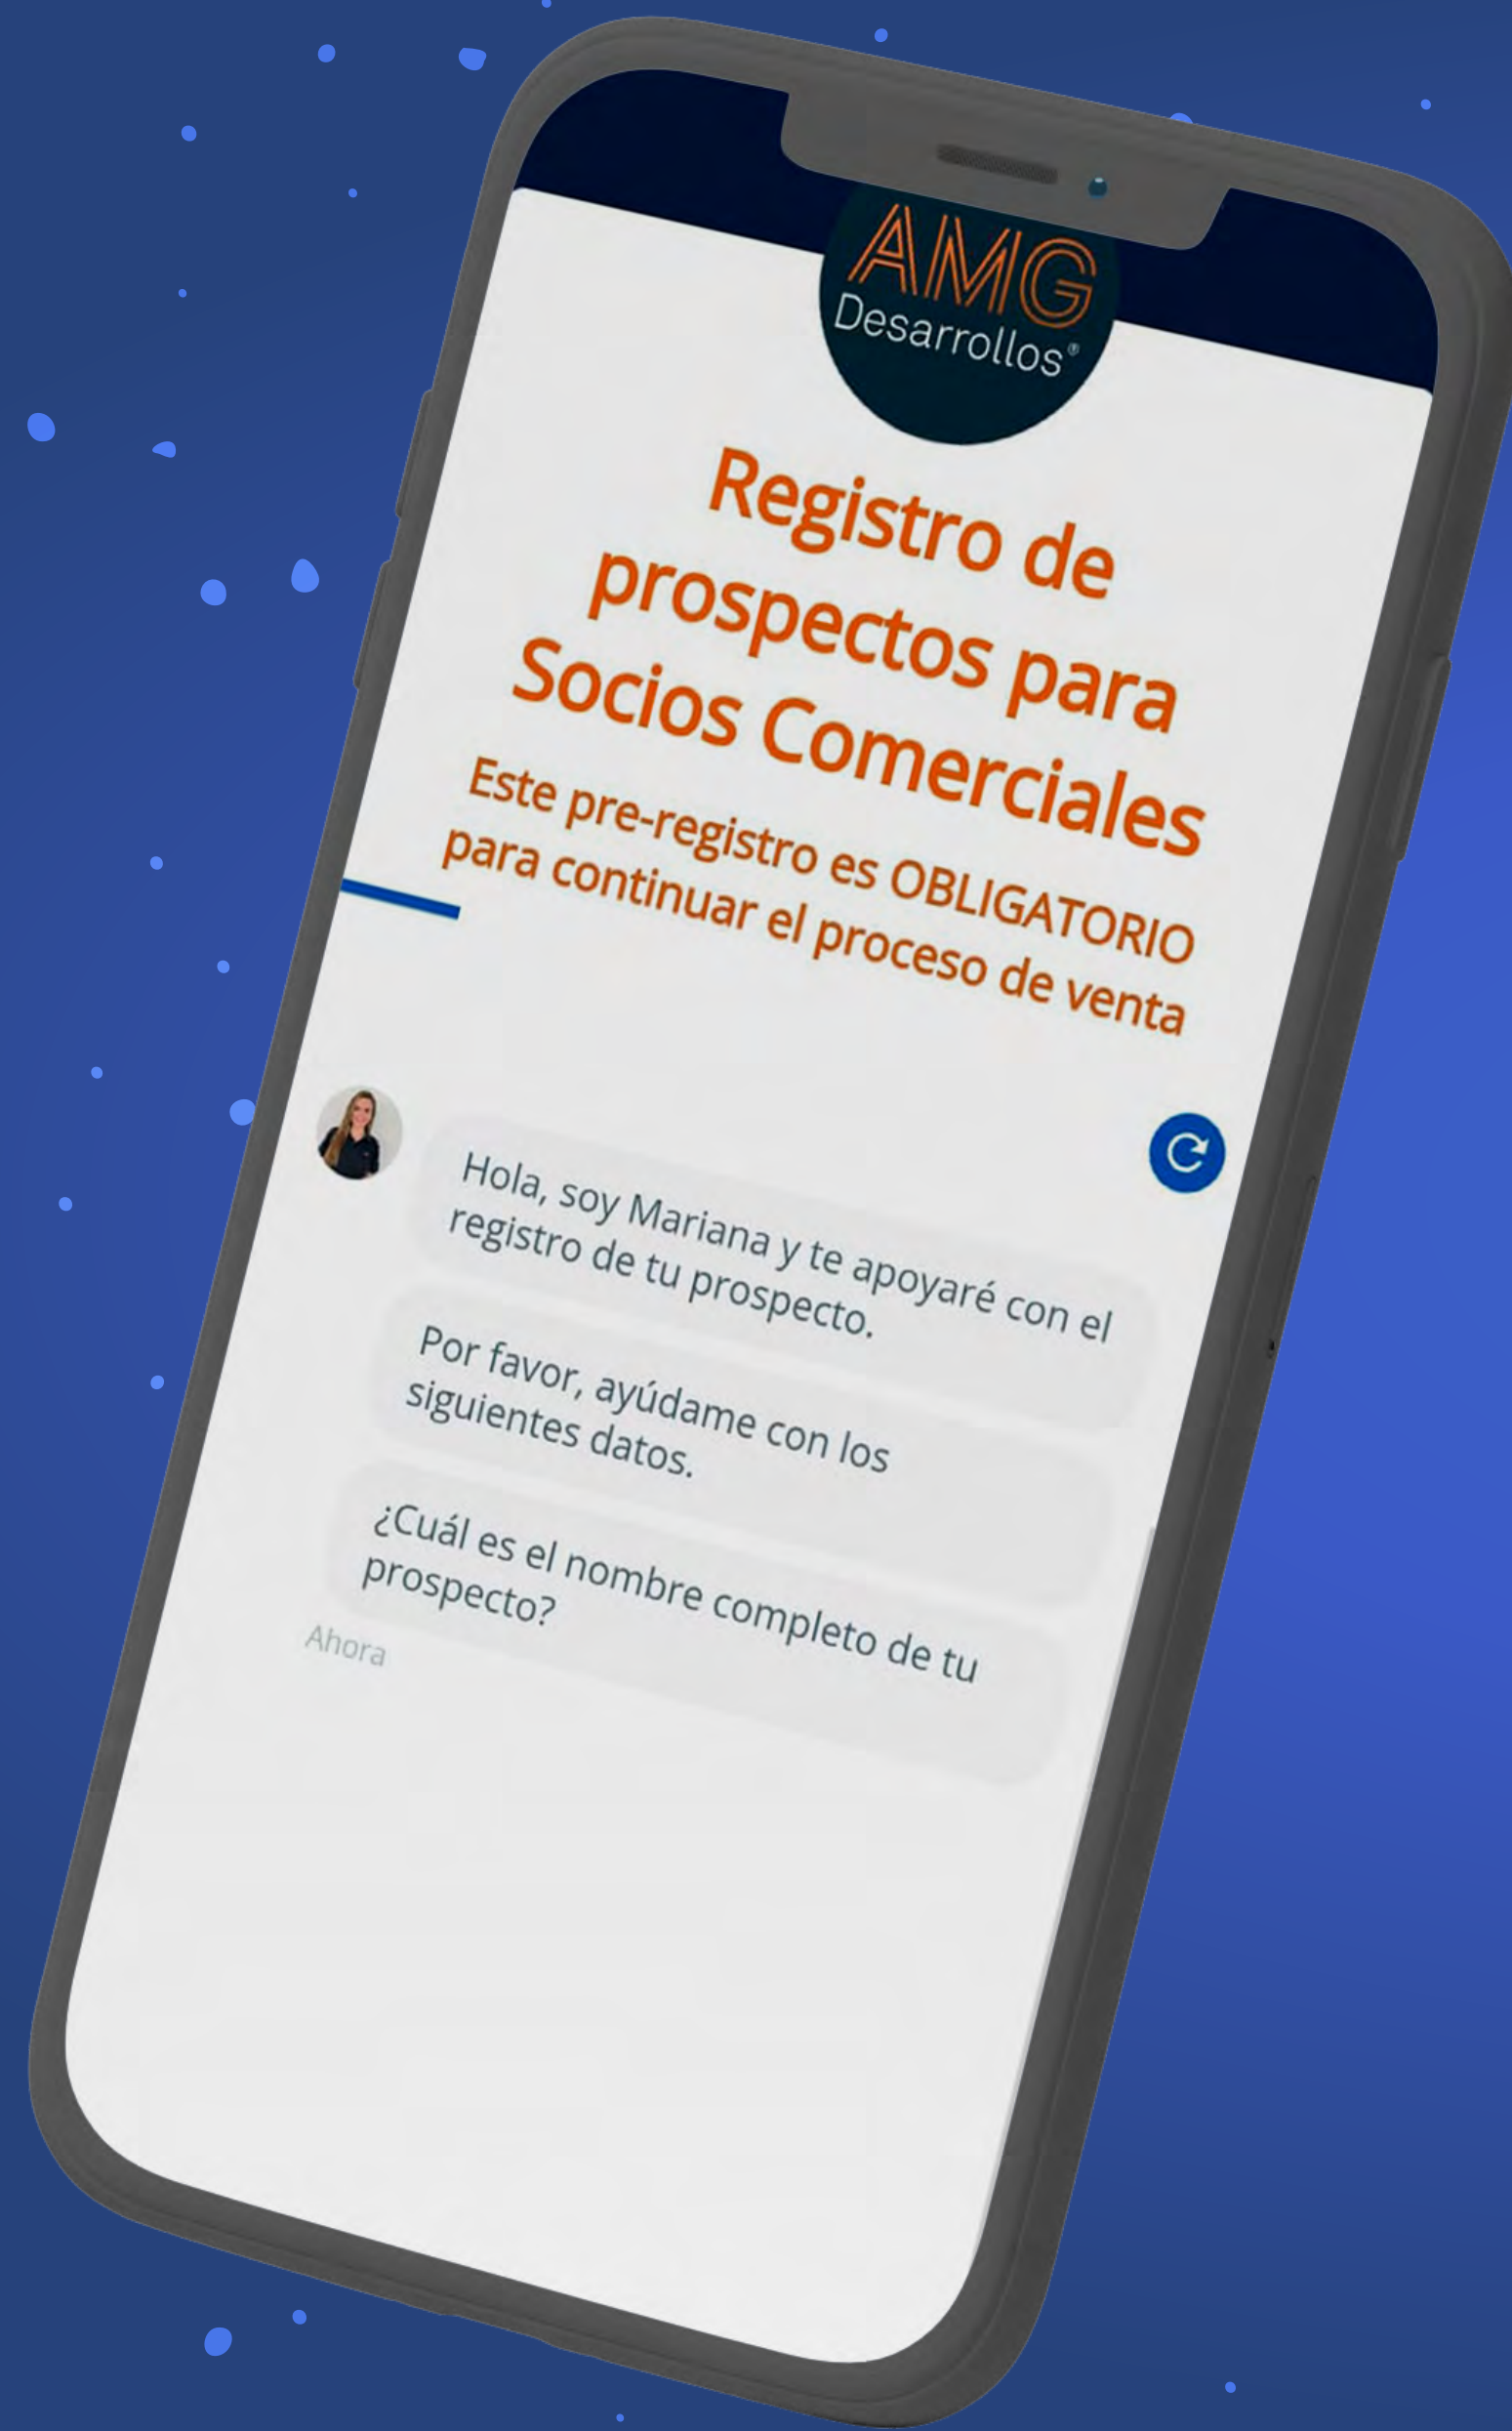 AMG
Desarrollos®
Registro de
prospectos para
Socios Comerciales
Este pre-registro es OBLIGATORIO
para continuar el proceso de venta
Hola, soy Mariana y te apoyaré con el
registro de tu prospecto.
Por favor, ayúdame con los
siguientes datos.
¿Cuál es el nombre completo de tu
prospecto?
Ahora